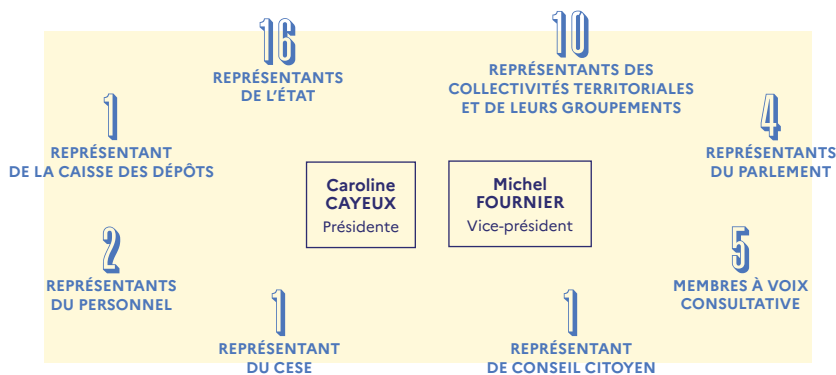 16
REPRÉSENTANTS
DE L'ÉTAT
10
REPRÉSENTANTS DES
COLLECTIVITÉS TERRITORIALES
ET DE LEURS GROUPEMENTS
1
REPRÉSENTANT
DE LA CAISSE DES DÉPÔTS
4
REPRÉSENTANTS
DU PARLEMENT
Caroline
CAYEUX
Présidente
Michel
FOURNIER
Vice-président
2
REPRÉSENTANTS
DU PERSONNEL
5
MEMBRES À VOIX
CONSULTATIVE
1
REPRÉSENTANT
DU CESE
1
REPRÉSENTANT
DE CONSEIL CITOYEN